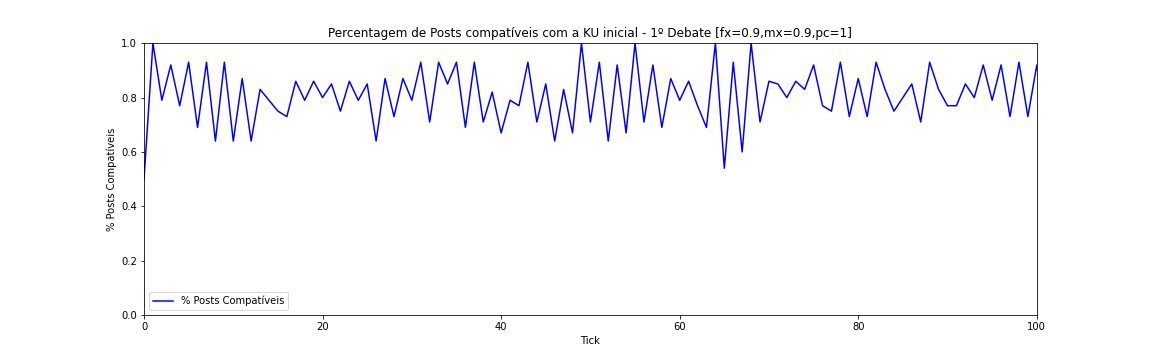 Percentagem de Posts compatíveis com a KU inicial - 1º Debate [fx=0.9,mx=0.9,pc=1]
1.0
0.8
0.6
0.4
0.2
0.0
% Posts Compatíveis
% Posts Compatíveis
0 20 40 60 80 100
Tick